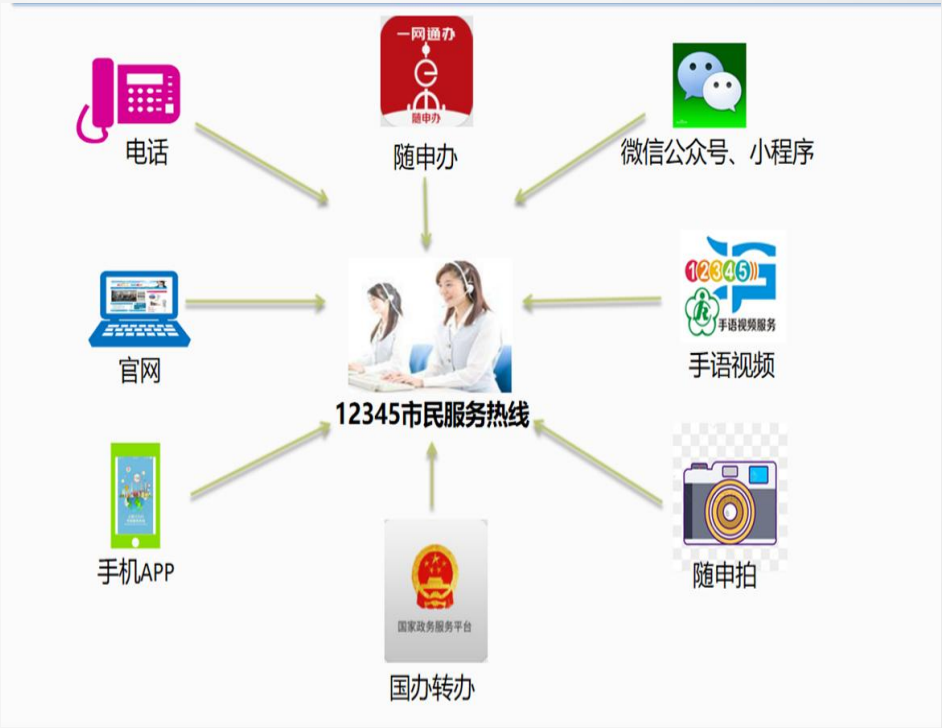 一网通办
随申办
电话
随申办
微信公众号、小程序
12345
手语视频服务
官网
手语视频
12345市民服务热线
手机APP
随申拍
国家政务服务平台
国办转办